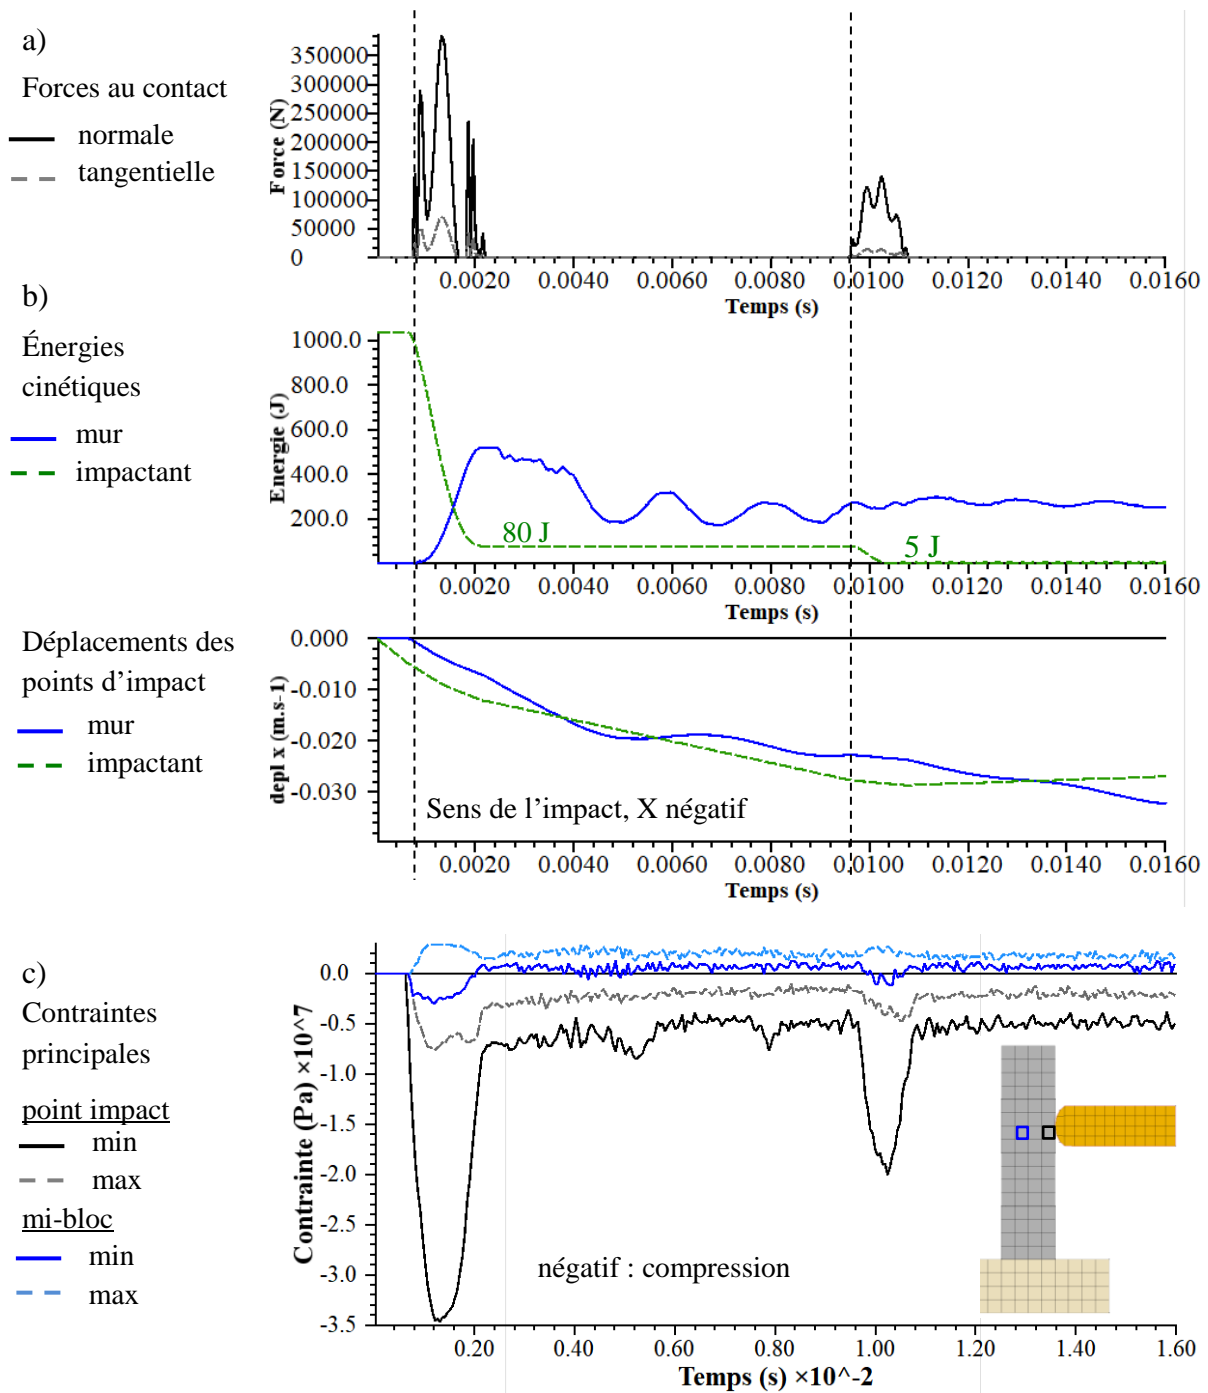 a)
Forces au contact
normale
tangentielle
Force (N)
350000
300000
250000
200000
150000
100000
50000
0
0.0020 0.0040 0.0060 0.0080 0.0100 0.0120 0.0140 0.0160
Temps (s)
b)
Énergies
cinétiques
mur
impactant
Energie (J)
1000.0
800.0
600.0
400.0
200.0
80 J
5 J
0.0020 0.0040 0.0060 0.0080 0.0100 0.0120 0.0140 0.0160
Temps (s)
Déplacements des
points d’impact
mur
impactant
depl x (m.s-1)
0.000
-0.010
-0.020
-0.030
Sens de l’impact, X négatif
0.0020 0.0040 0.0060 0.0080 0.0100 0.0120 0.0140 0.0160
Temps (s)
c)
Contraintes
principales
point impact
min
max
mi-bloc
min
max
Contrainte (Pa) ×10^7
0.0
-0.5
-1.0
-1.5
-2.0
-2.5
-3.0
-3.5
négatif : compression
0.20 0.40 0.60 0.80 1.00 1.20 1.40 1.60
Temps (s) ×10^-2